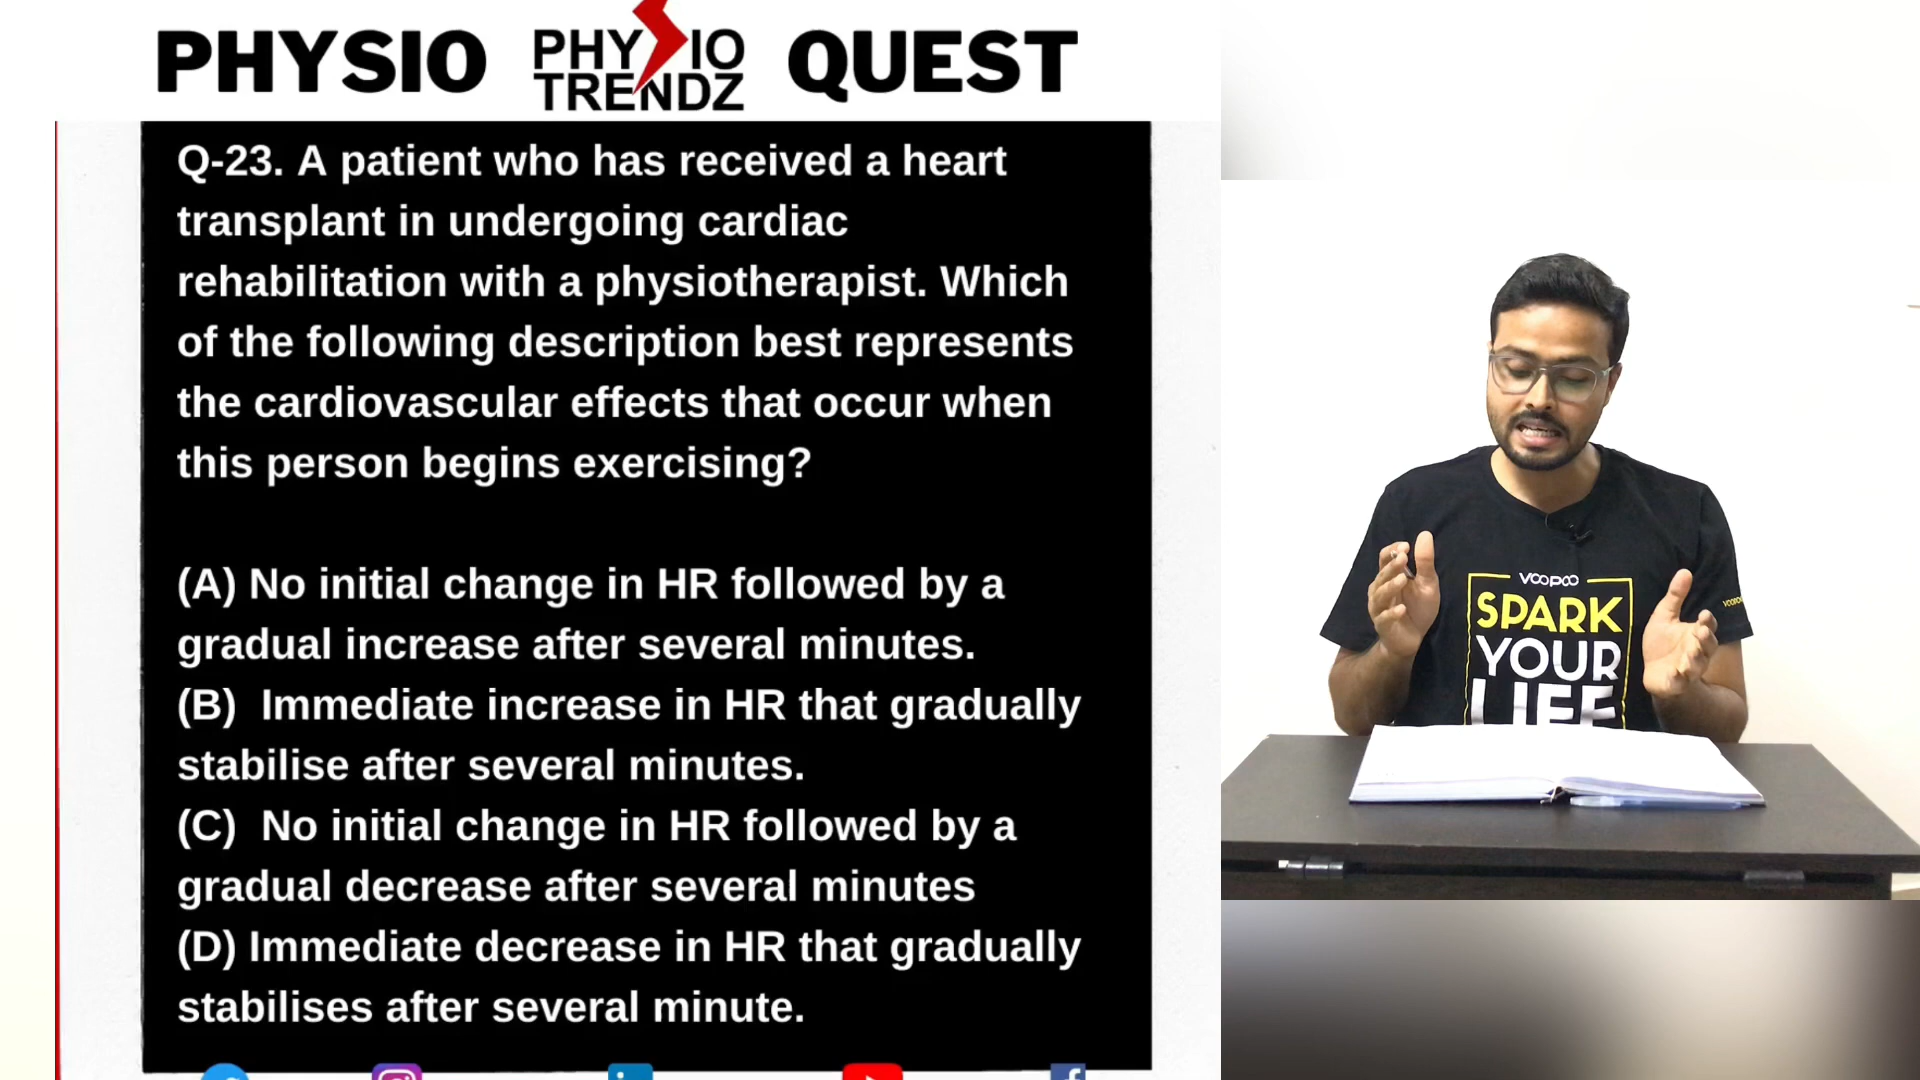 PHYSIO PHYSIO TRENDZ QUEST
Q-23. A patient who has received a heart
transplant in undergoing cardiac
rehabilitation with a physiotherapist. Which
of the following description best represents
the cardiovascular effects that occur when
this person begins exercising?
(A) No initial change in HR followed by a
gradual increase after several minutes.
(B) Immediate increase in HR that gradually
stabilise after several minutes.
(C) No initial change in HR followed by a
gradual decrease after several minutes
(D) Immediate decrease in HR that gradually
stabilises after several minute.
VOOPOO
SPARK
YOUR
LIFE